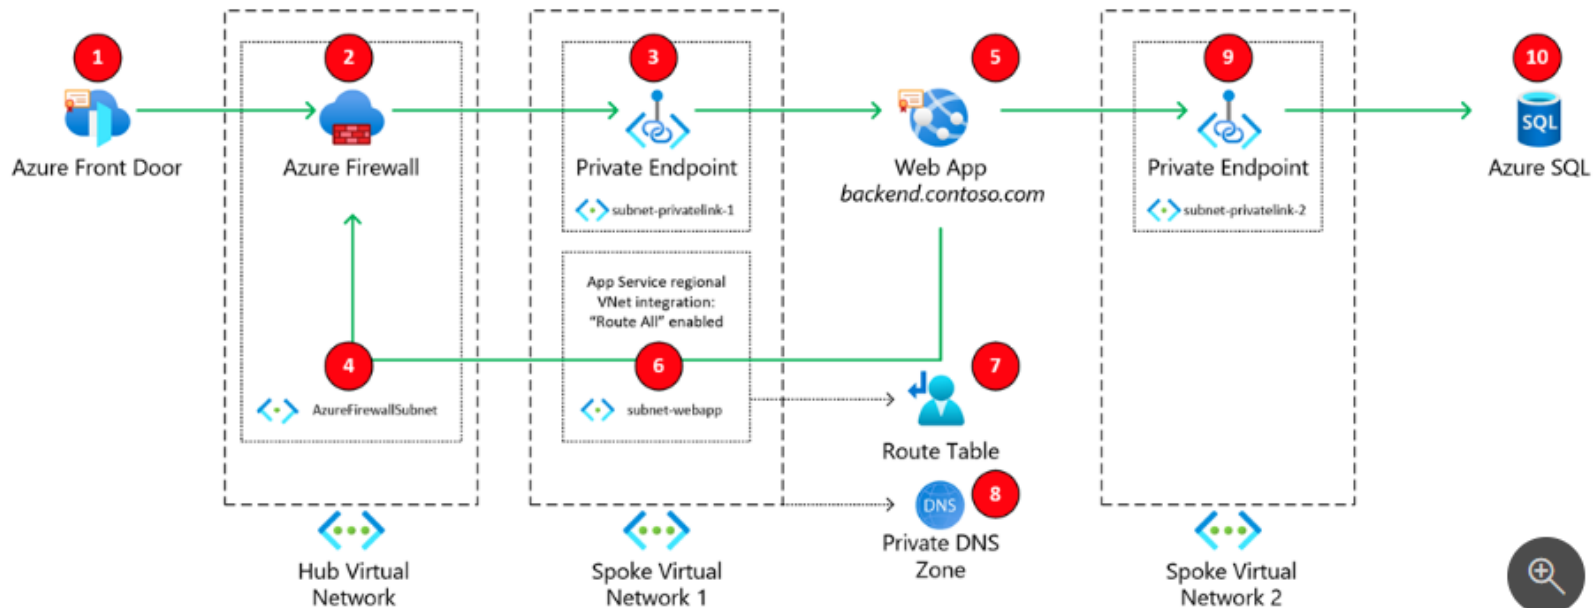 1
2
3
5
9
10
SQL
Azure Front Door
Azure Firewall
Private Endpoint
Web App
backend.contoso.com
Private Endpoint
Azure SQL
subnet-privatelink-1
subnet-privatelink-2
App Service regional
VNet integration:
"Route All" enabled
4
6
7
AzureFirewallSubnet
subnet-webapp
Route Table
8
DNS
Private DNS
Zone
Hub Virtual
Network
Spoke Virtual
Network 1
Spoke Virtual
Network 2